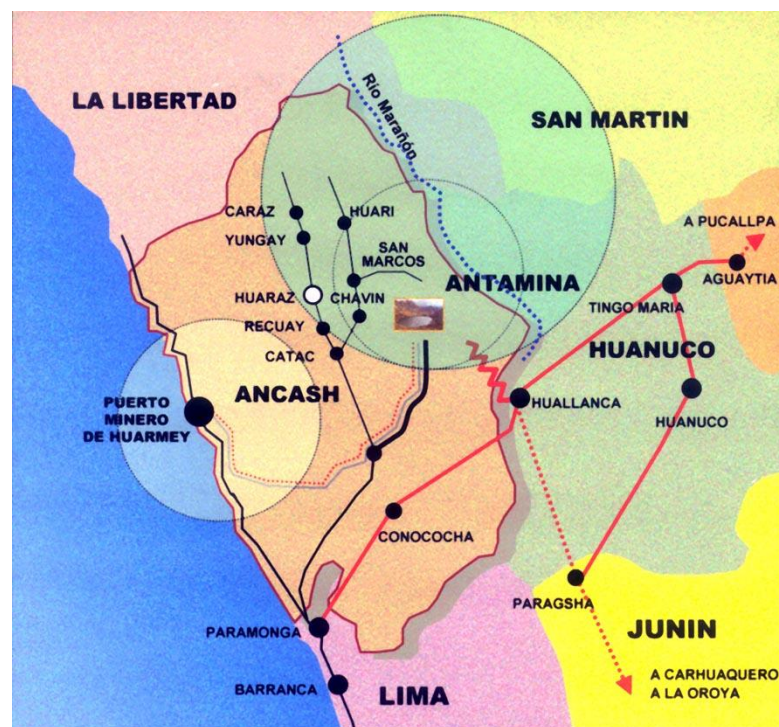 LA LIBERTAD
Río Marañón
SAN MARTIN
CARAZ
HUARI
YUNGAY
SAN
MARCOS
A PUCALLPA
AGUAYTIA
HUARAZ
CHAVIN
ANTAMINA
TINGO MARIA
RECUAY
CATAC
HUANUCO
ANCASH
PUERTO
MINERO
DE HUARMEY
HUALLANCA
HUANUCO
CONOCOCHA
PARAGSHA
PARAMONGA
JUNIN
BARRANCA
LIMA
A CARHUAQUERO
A LA OROYA